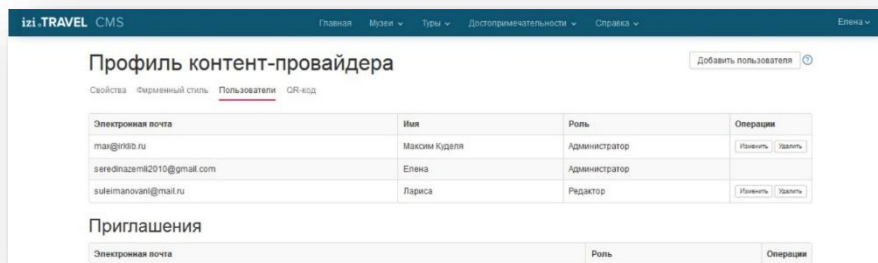 izi.TRAVEL CMS Главная Музеи Туры Достопримечательности Справка Елена
Профиль контент-провайдера Добавить пользователя ?
Свойства Фирменный стиль Пользователи QR-код
Электронная почта Имя Роль Операции
max@irklib.ru Максим Куделя Администратор Изменить Удалить
seredinazemli2010@gmail.com Елена Администратор
suleimanovanl@mail.ru Лариса Редактор Изменить Удалить
Приглашения
Электронная почта Роль Операции